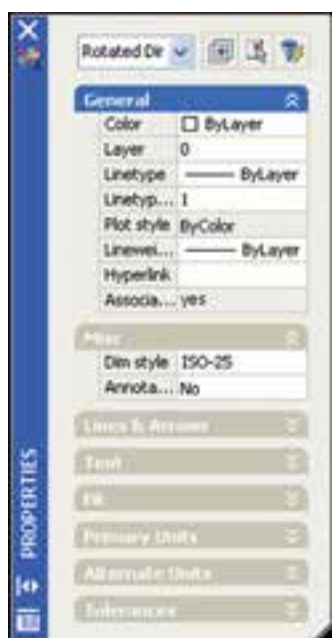 Rotated Dir
General
Color ByLayer
Layer 0
Linetype ByLayer
Linetyp... 1
Plot style ByColor
Linewei... ByLayer
Hyperlink
Associa... yes
Misc
Dim style ISO-25
Annota... No
Lines & Arrows
Text
Fit
Primary Units
Alternate Units
Tolerances
PROPERTIES